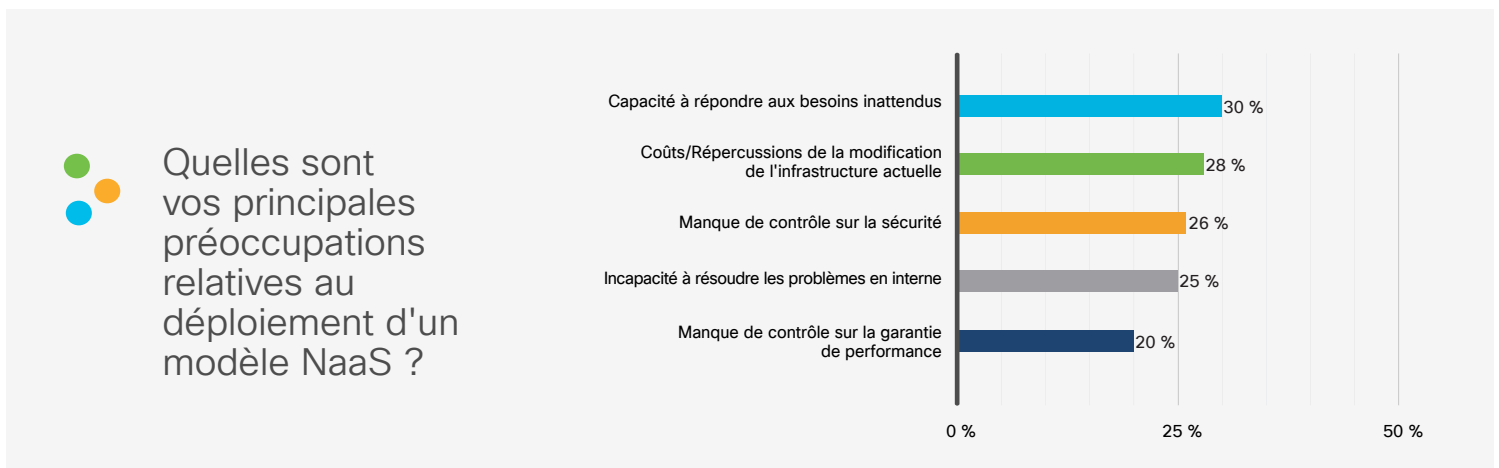 Quelles sont
vos principales
préoccupations
relatives au
déploiement d'un
modèle NaaS ?
Capacité à répondre aux besoins inattendus
30 %
Coûts/Répercussions de la modification
de l'infrastructure actuelle
28 %
Manque de contrôle sur la sécurité
26 %
Incapacité à résoudre les problèmes en interne
25 %
Manque de contrôle sur la garantie
de performance
20 %
0 %
25 %
50 %